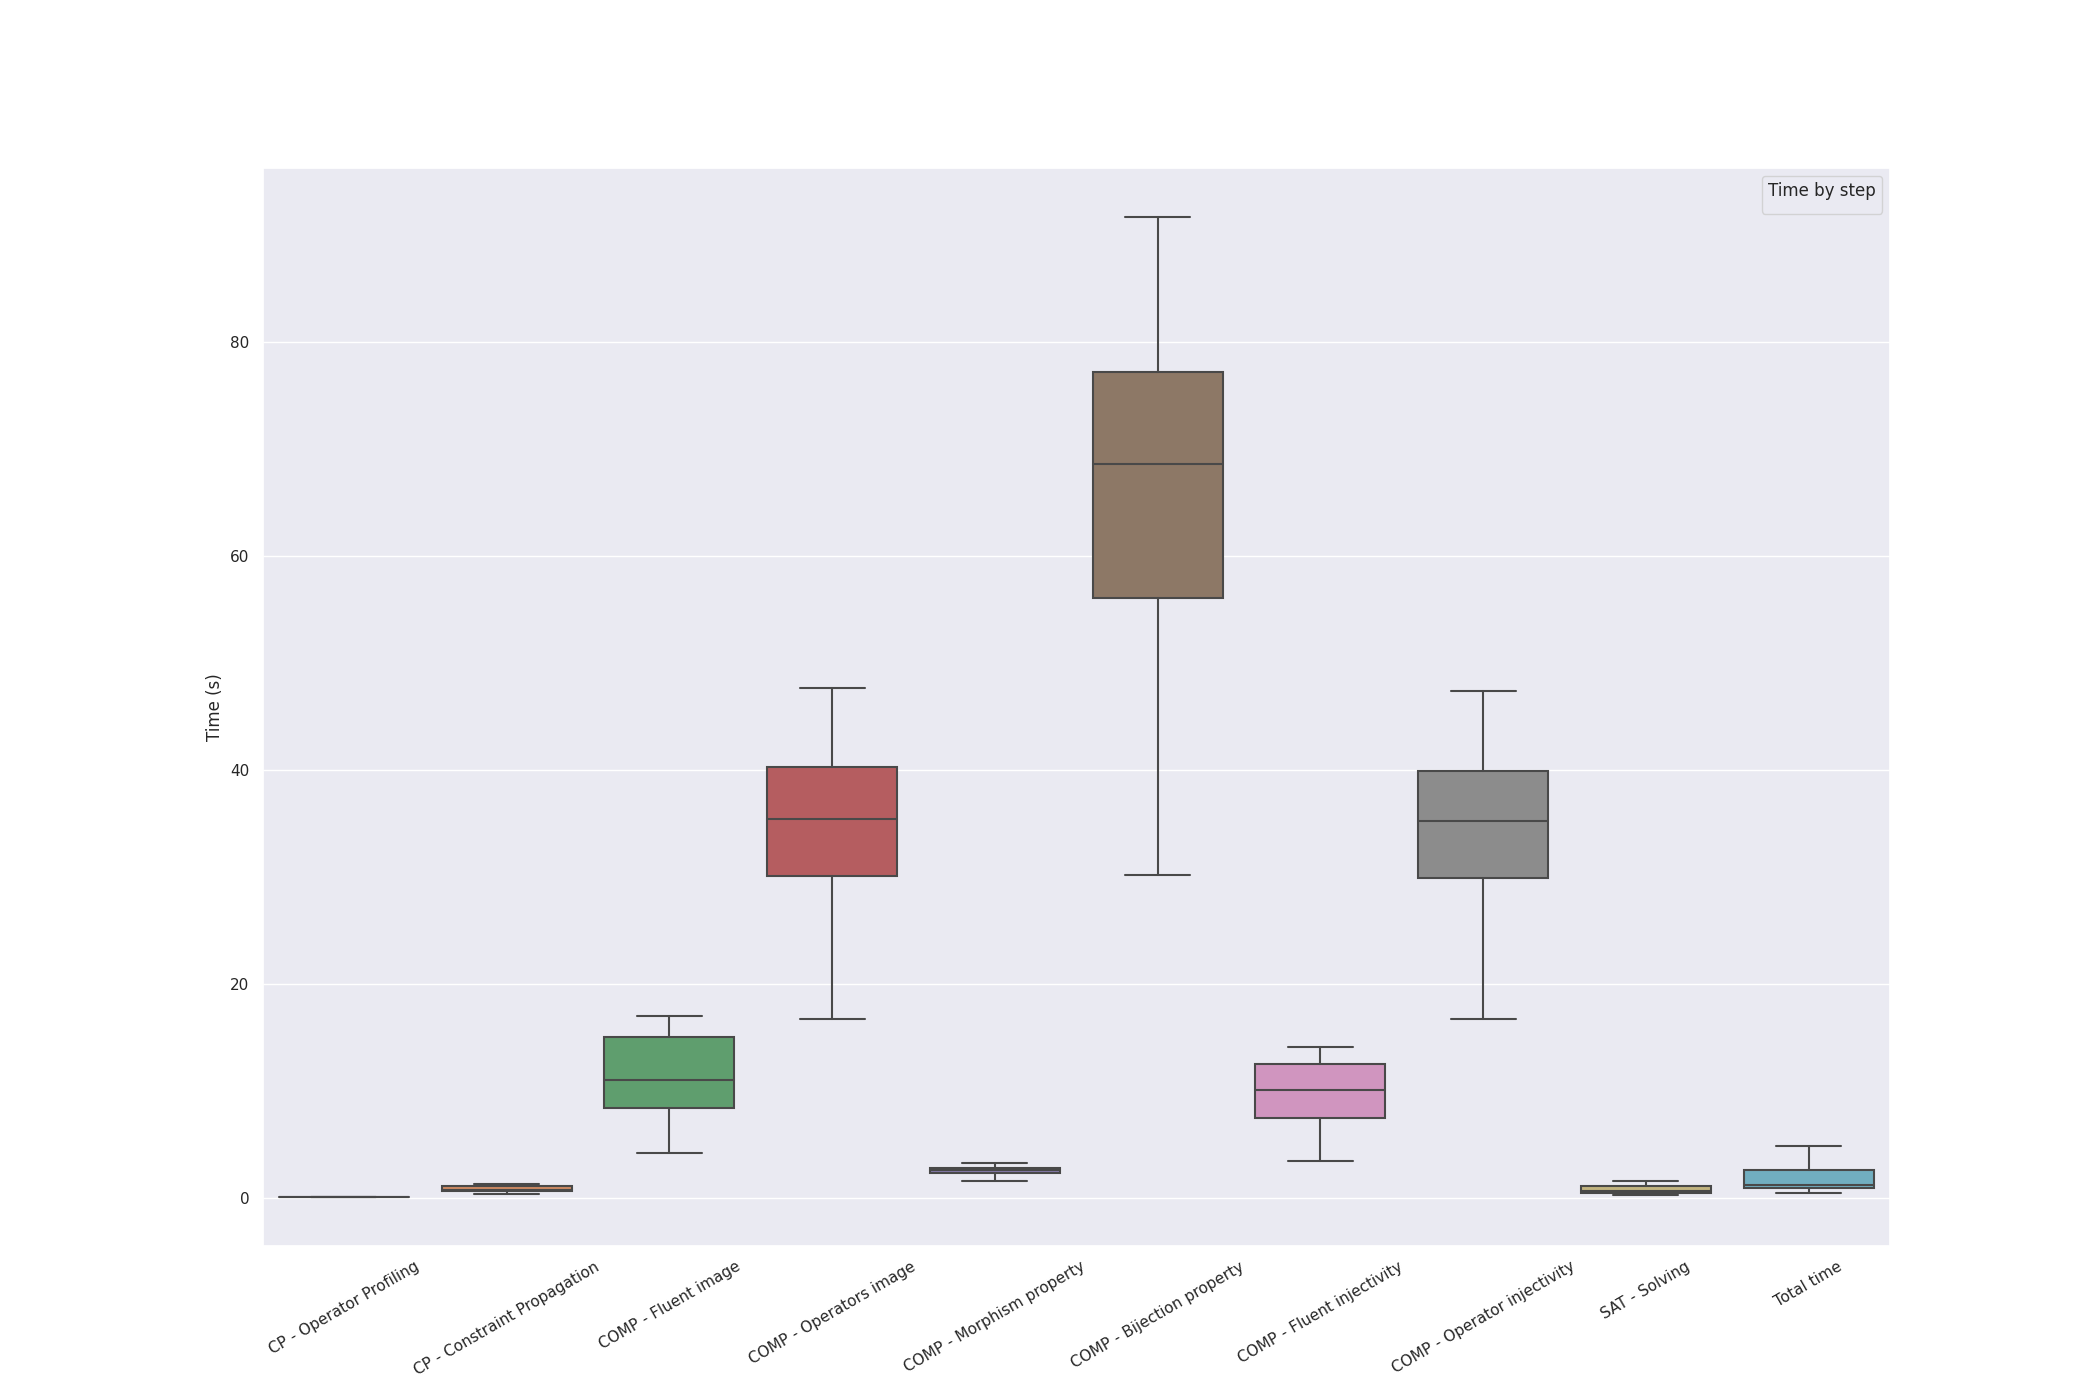 Time by step
Time (s)
80
60
40
20
0
CP - Operator Profiling
CP - Constraint Propagation
COMP - Fluent image
COMP - Operators image
COMP - Morphism property
COMP - Bijection property
COMP - Fluent injectivity
COMP - Operator injectivity
SAT - Solving
Total time